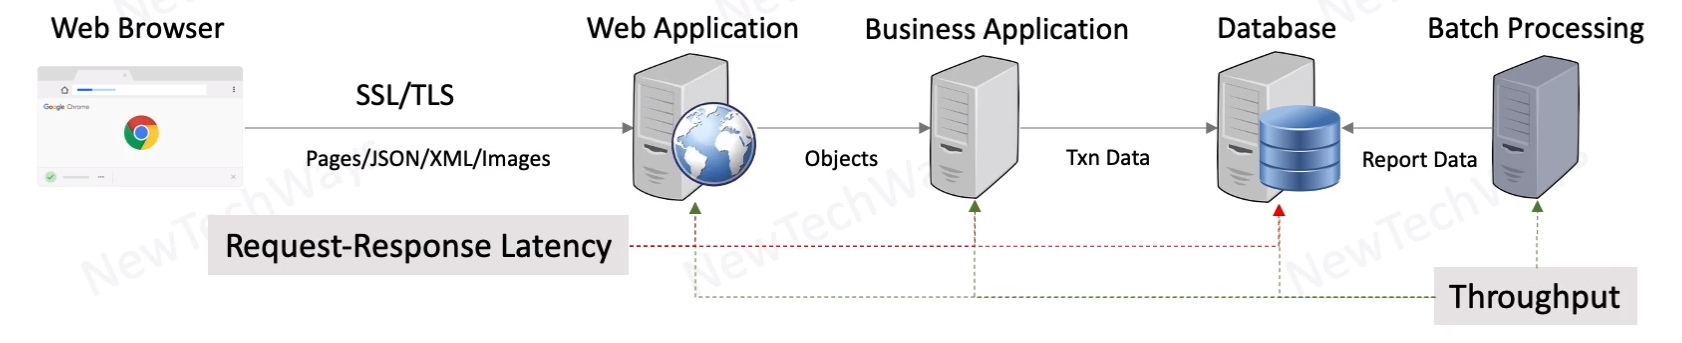 Web Browser
Web Application
Business Application
Database
Batch Processing
Google Chrome
SSL/TLS
Pages/JSON/XML/Images
Objects
Txn Data
Report Data
Request-Response Latency
Throughput
NewTechWays
NewTechWays
NewTechWays